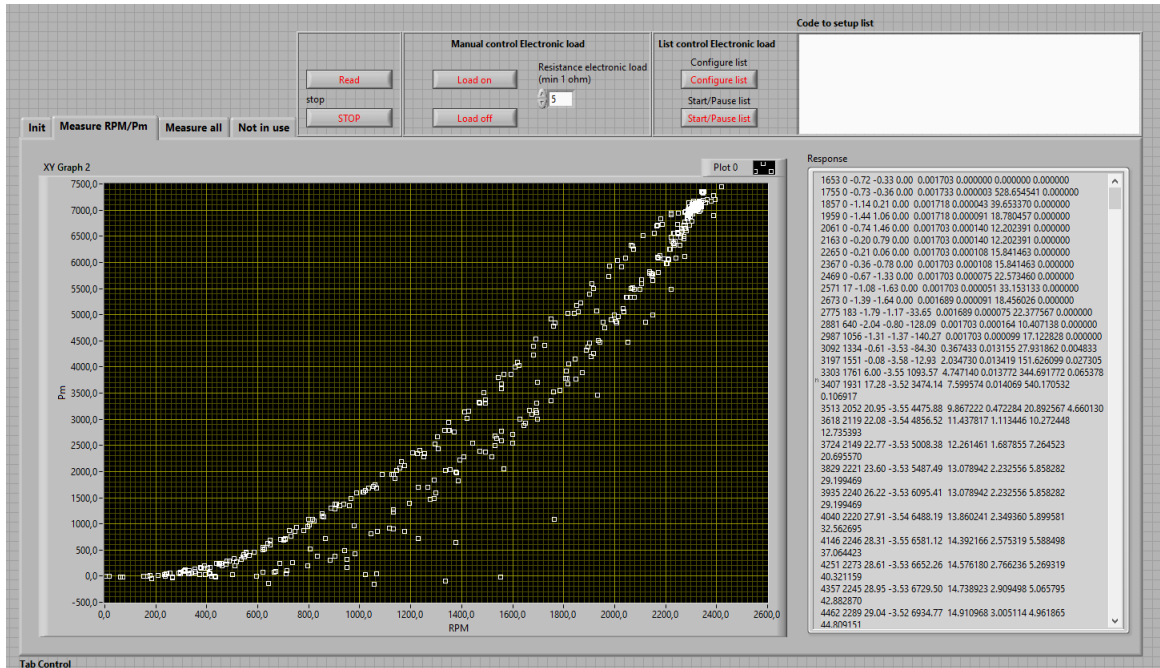 Code to setup list
Manual control Electronic load
List control Electronic load
Configure list
Resistance electronic load
(min 1 ohm)
Read
Load on
Configure list
5
stop
Start/Pause list
STOP
Load off
Start/Pause list
Init
Measure RPM/Pm
Measure all
Not in use
XY Graph 2
Plot 0
7500,0
7000,0
6500,0
6000,0
5500,0
5000,0
4500,0
4000,0
3500,0
3000,0
2500,0
2000,0
1500,0
1000,0
500,0
0,0
-500,0
Pm
0,0
200,0
400,0
600,0
800,0
1000,0
1200,0
1400,0
1600,0
1800,0
2000,0
2200,0
2400,0
2600,0
RPM
Response
1653 0 -0.72 -0.33 0.00 0.001703 0.000000 0.000000 0.000000
1755 0 -0.73 -0.36 0.00 0.001733 0.000003 528.654541 0.000000
1857 0 -1.14 0.21 0.00 0.001718 0.000043 39.653370 0.000000
1959 0 -1.44 1.06 0.00 0.001718 0.000091 18.780457 0.000000
2061 0 -0.74 1.46 0.00 0.001703 0.000140 12.202391 0.000000
2163 0 -0.20 0.79 0.00 0.001703 0.000140 12.202391 0.000000
2265 0 -0.21 0.06 0.00 0.001703 0.000108 15.841463 0.000000
2367 0 -0.36 -0.78 0.00 0.001703 0.000108 15.841463 0.000000
2469 0 -0.67 -1.33 0.00 0.001703 0.000075 22.573460 0.000000
2571 17 -1.08 -1.63 0.00 0.001703 0.000051 33.153133 0.000000
2673 0 -1.39 -1.64 0.00 0.001689 0.000091 18.456026 0.000000
2775 183 -1.79 -1.17 -33.65 0.001689 0.000075 22.377567 0.000000
2881 640 -2.04 -0.80 -128.09 0.001703 0.000164 10.407138 0.000000
2987 1056 -1.31 -1.37 -140.27 0.001703 0.000099 17.122828 0.000000
3092 1334 -0.61 -3.53 -84.30 0.367433 0.013155 27.931862 0.004833
3197 1551 -0.08 -3.58 -12.93 2.034730 0.013419 151.626099 0.027305
3303 1761 6.00 -3.55 1093.57 4.747140 0.013772 344.691772 0.065378
3407 1931 17.28 -3.52 3474.14 7.599574 0.014069 540.170532
0.106917
3513 2052 20.95 -3.55 4475.88 9.867222 0.472284 20.892567 4.660130
3618 2119 22.08 -3.54 4856.52 11.437817 1.113446 10.272448
12.735393
3724 2149 22.77 -3.53 5008.38 12.261461 1.687855 7.264523
20.695570
3829 2221 23.60 -3.53 5487.49 13.078942 2.232556 5.858282
29.199469
3935 2240 26.22 -3.53 6095.41 13.078942 2.232556 5.858282
29.199469
4040 2220 27.91 -3.54 6488.19 13.860241 2.349360 5.899581
32.562695
4146 2246 28.31 -3.55 6581.12 14.392166 2.575319 5.588498
37.064423
4251 2273 28.61 -3.53 6652.26 14.576180 2.766236 5.269319
40.321159
4357 2245 28.95 -3.53 6729.50 14.738923 2.909498 5.065795
42.882870
4462 2289 29.04 -3.52 6934.77 14.910968 3.005114 4.961865
44.809151
Tab Control